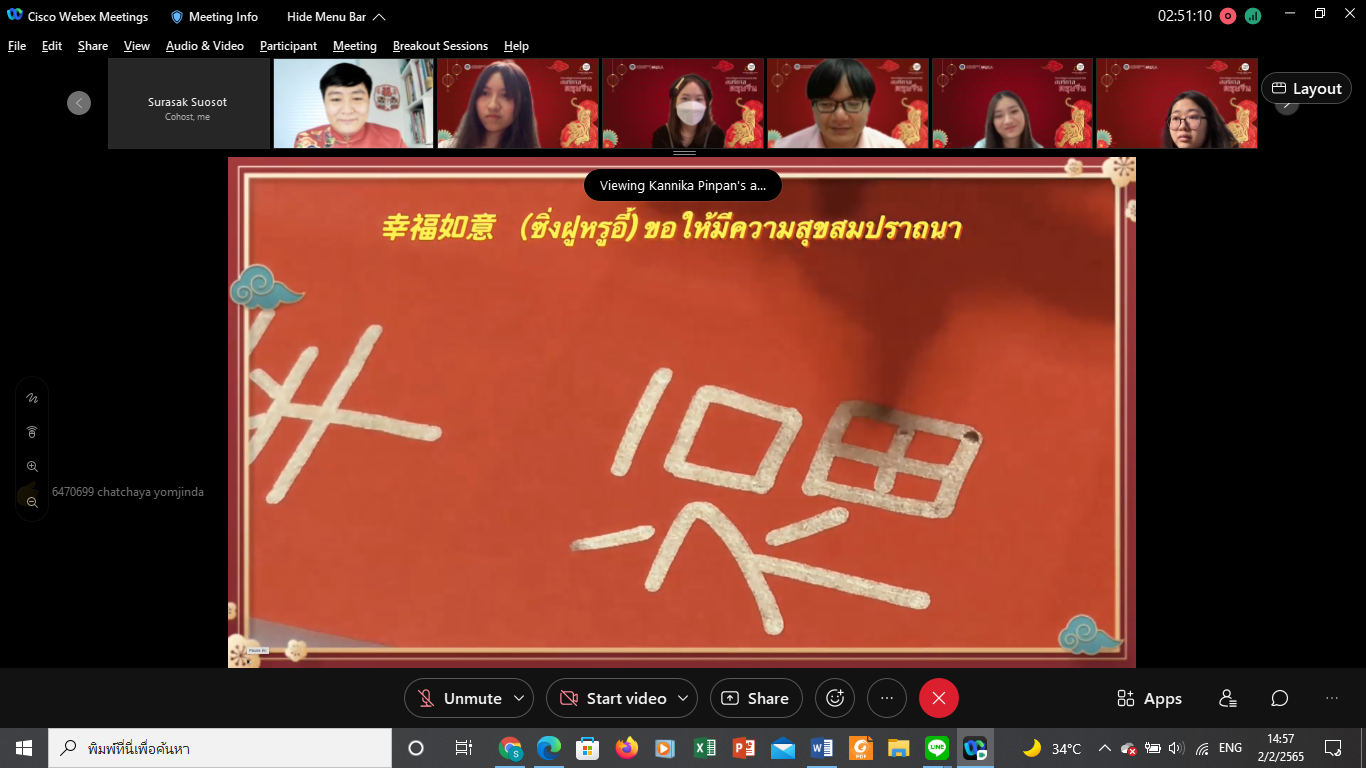 Cisco Webex Meetings Meeting Info Hide Menu Bar 02:51:10
File Edit Share View Audio & Video Participant Meeting Breakout Sessions Help
Surasak Suosot
Cohost, me
Layout
Viewing Kannika Pinpan's a...
幸福如意 (ซิ่งฝูหรูอี้) ขอให้มีความสุขสมปราถนา
福
6470699 chatchaya yomjinda
Unmute Start video Share Apps
พิมพ์ที่นี่เพื่อค้นหา
34°C ENG 14:57
2/2/2565